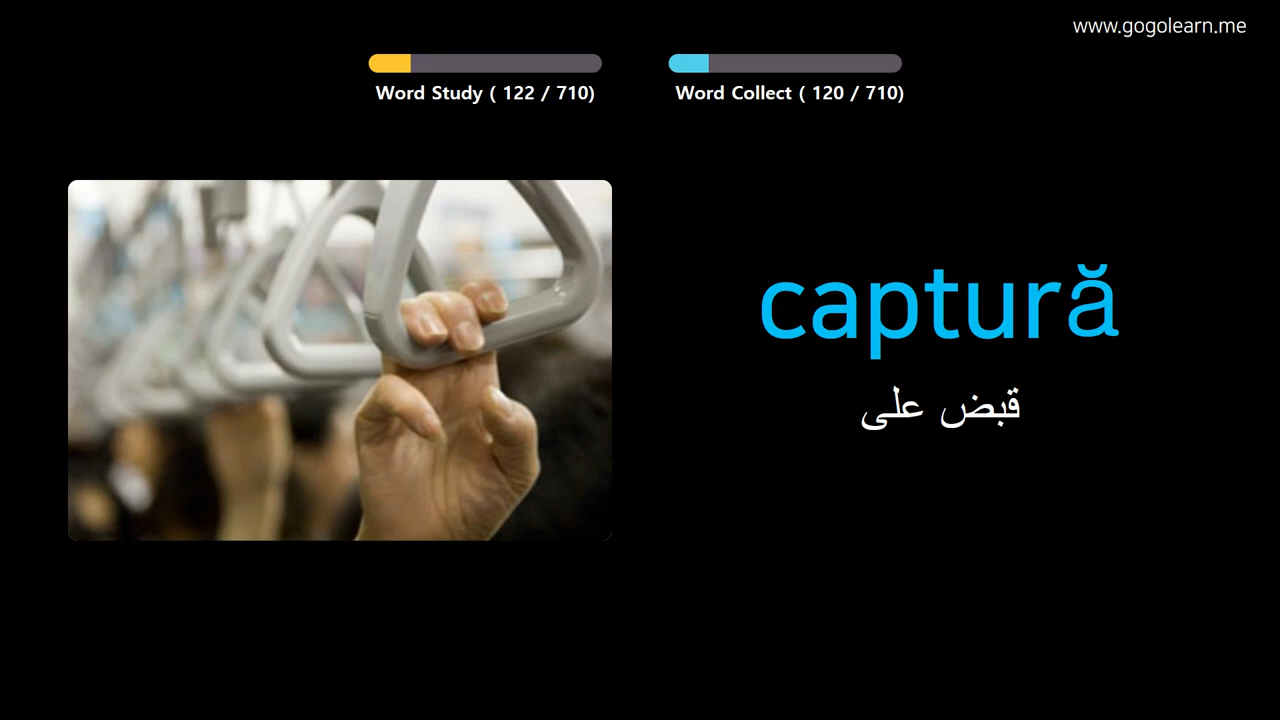 www.gogolearn.me
Word Study ( 122 / 710)
Word Collect ( 120 / 710)
captură
قبض على